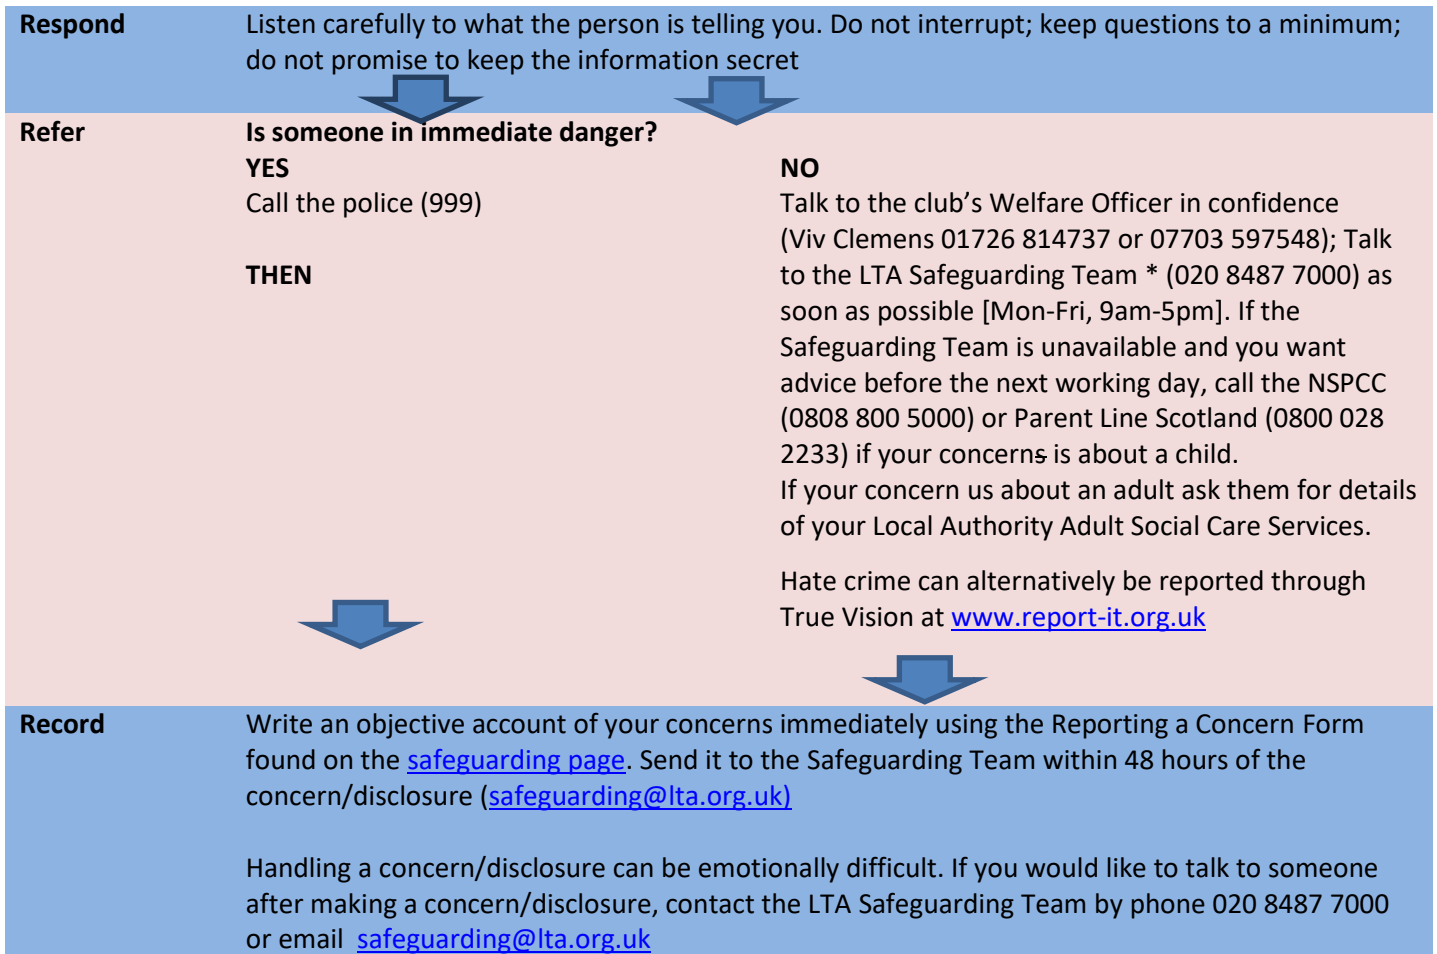 Respond
Listen carefully to what the person is telling you. Do not interrupt; keep questions to a minimum;
do not promise to keep the information secret
Refer
Is someone in immediate danger?
YES
Call the police (999)
THEN
NO
Talk to the club’s Welfare Officer in confidence
(Viv Clemens 01726 814737 or 07703 597548); Talk
to the LTA Safeguarding Team * (020 8487 7000) as
soon as possible [Mon-Fri, 9am-5pm]. If the
Safeguarding Team is unavailable and you want
advice before the next working day, call the NSPCC
(0808 800 5000) or Parent Line Scotland (0800 028
2233) if your concerns is about a child.
If your concern us about an adult ask them for details
of your Local Authority Adult Social Care Services.
Hate crime can alternatively be reported through
True Vision at www.report-it.org.uk
Record
Write an objective account of your concerns immediately using the Reporting a Concern Form
found on the safeguarding page. Send it to the Safeguarding Team within 48 hours of the
concern/disclosure (safeguarding@lta.org.uk)
Handling a concern/disclosure can be emotionally difficult. If you would like to talk to someone
after making a concern/disclosure, contact the LTA Safeguarding Team by phone 020 8487 7000
or email safeguarding@lta.org.uk